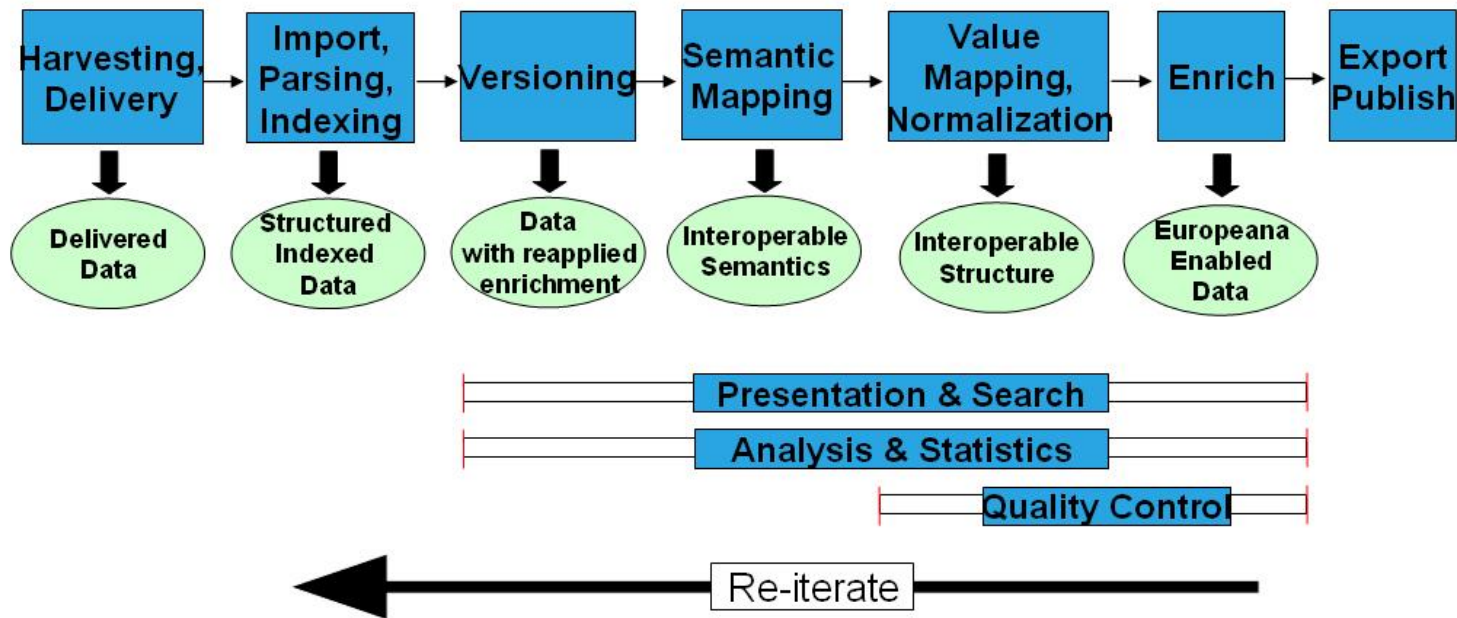 Harvesting,
Delivery
Import,
Parsing,
Indexing
Versioning
Semantic
Mapping
Value
Mapping,
Normalization
Enrich
Export
Publish
Delivered
Data
Structured
Indexed
Data
Data
with reapplied
enrichment
Interoperable
Semantics
Interoperable
Structure
Europeana
Enabled
Data
Presentation & Search
Analysis & Statistics
Quality Control
Re-iterate